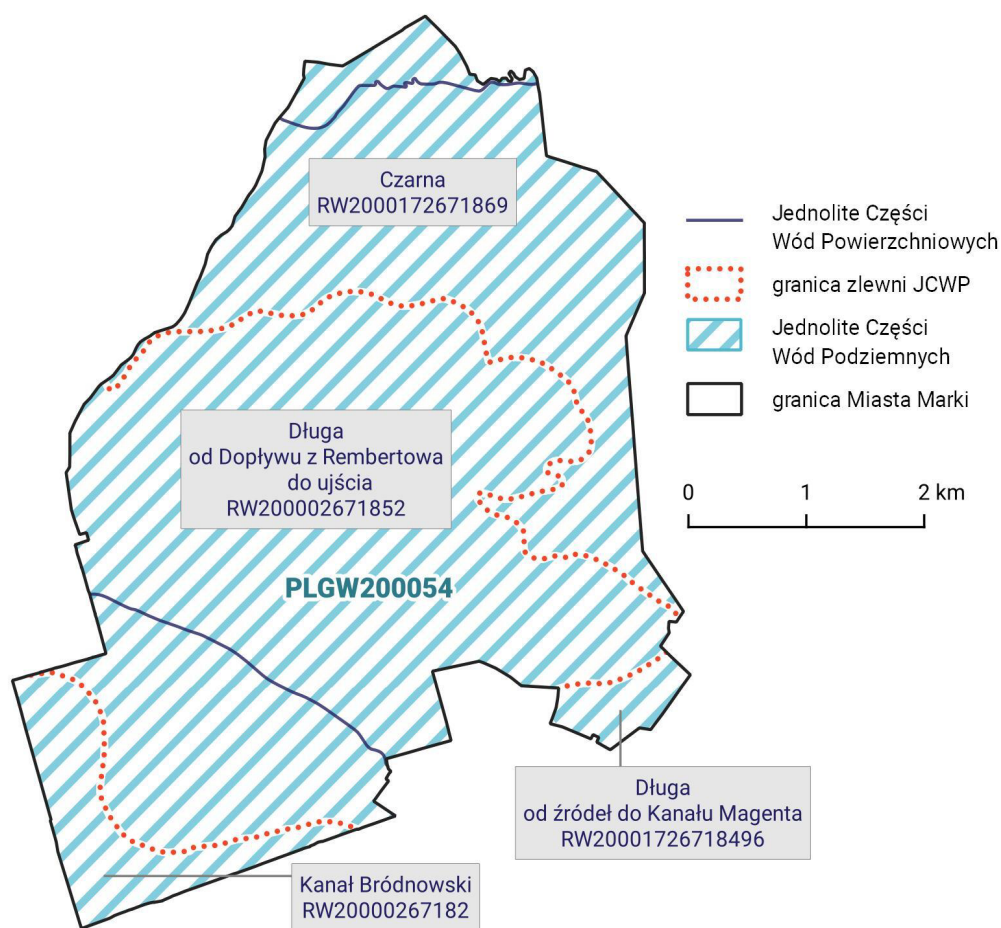 Czarna
RW2000172671869
Jednolite Części
Wód Powierzchniowych
granica zlewni JCWP
Jednolite Części
Wód Podziemnych
granica Miasta Marki
0 1 2 km
Długa
od Dopływu z Rembertowa
do ujścia
RW200002671852
PLGW200054
Długa
od źródeł do Kanału Magenta
RW20001726718496
Kanał Bródnowski
RW20000267182